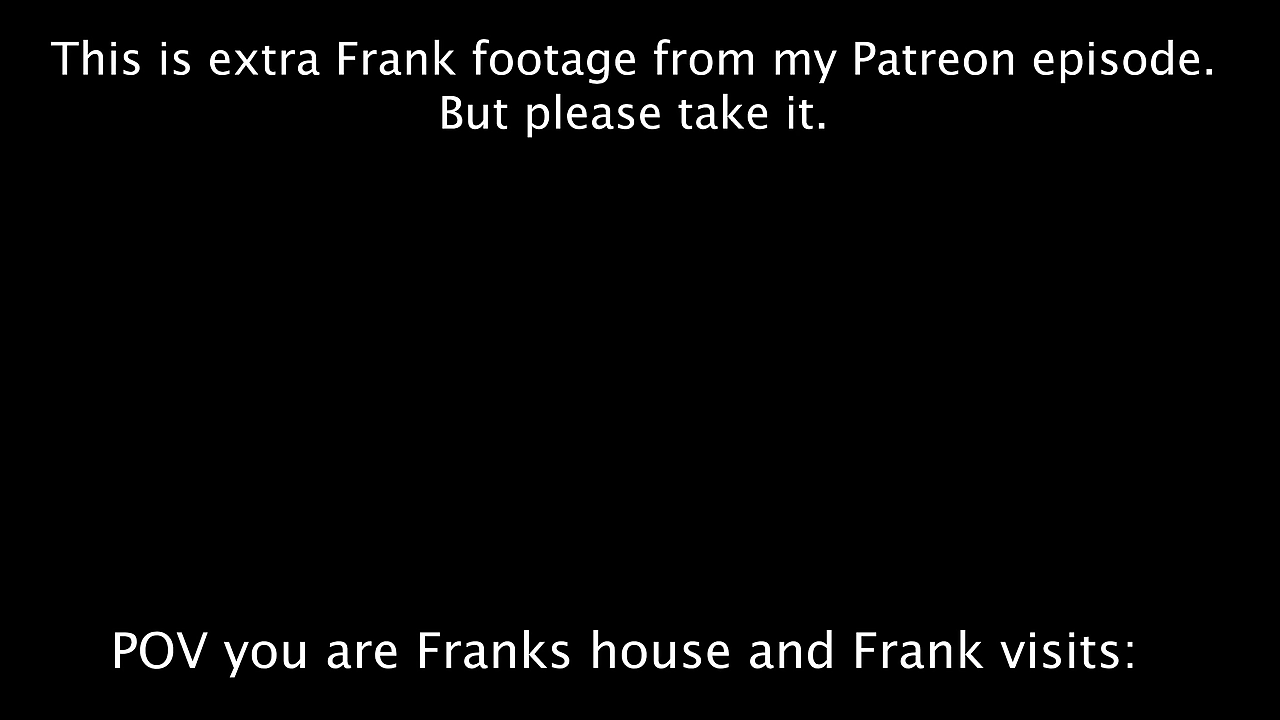 This is extra Frank footage from my Patreon episode.
But please take it.
POV you are Franks house and Frank visits: